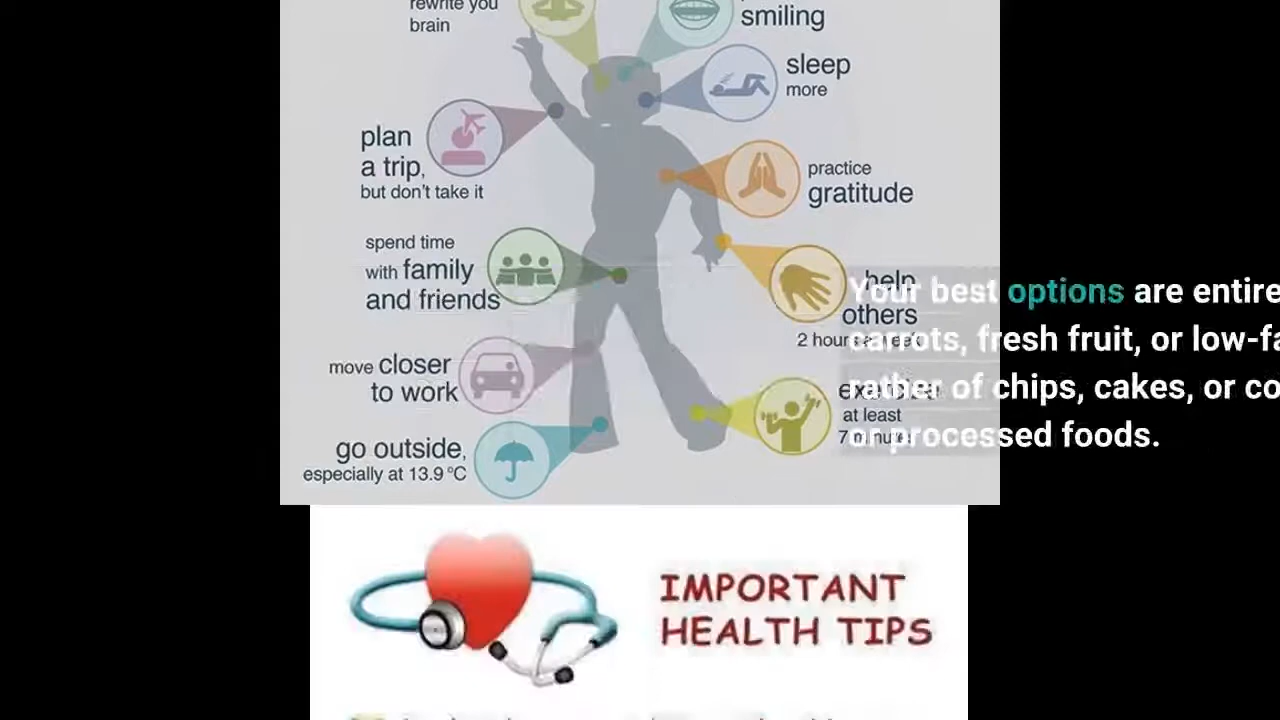 rewrite you
brain
smiling
sleep
more
plan
a trip,
but don't take it
practice
gratitude
spend time
with family
and friends
help
others
2 hours a week
Your best options are entire
carrots, fresh fruit, or low-fa
rather of chips, cakes, or co
or processed foods.
move closer
to work
exercise
at least
7 minutes
go outside,
especially at 13.9 °C
IMPORTANT
HEALTH TIPS